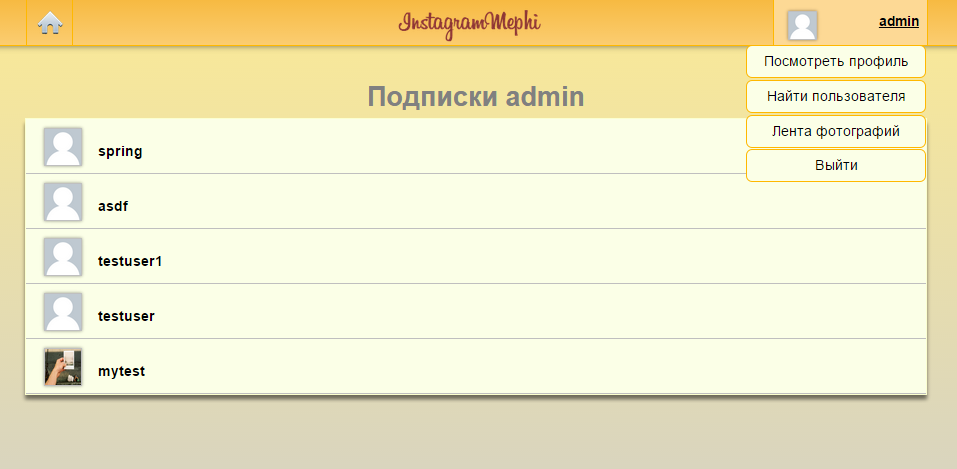 InstagramMephi
admin
Посмотреть профиль
Найти пользователя
Лента фотографий
Выйти
Подписки admin
spring
asdf
testuser1
testuser
mytest